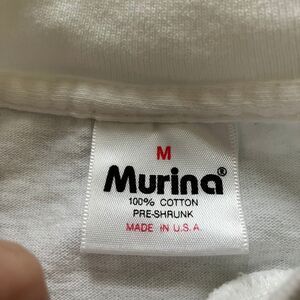 M
Murina®
100% COTTON
PRE-SHRUNK
MADE IN U.S.A.